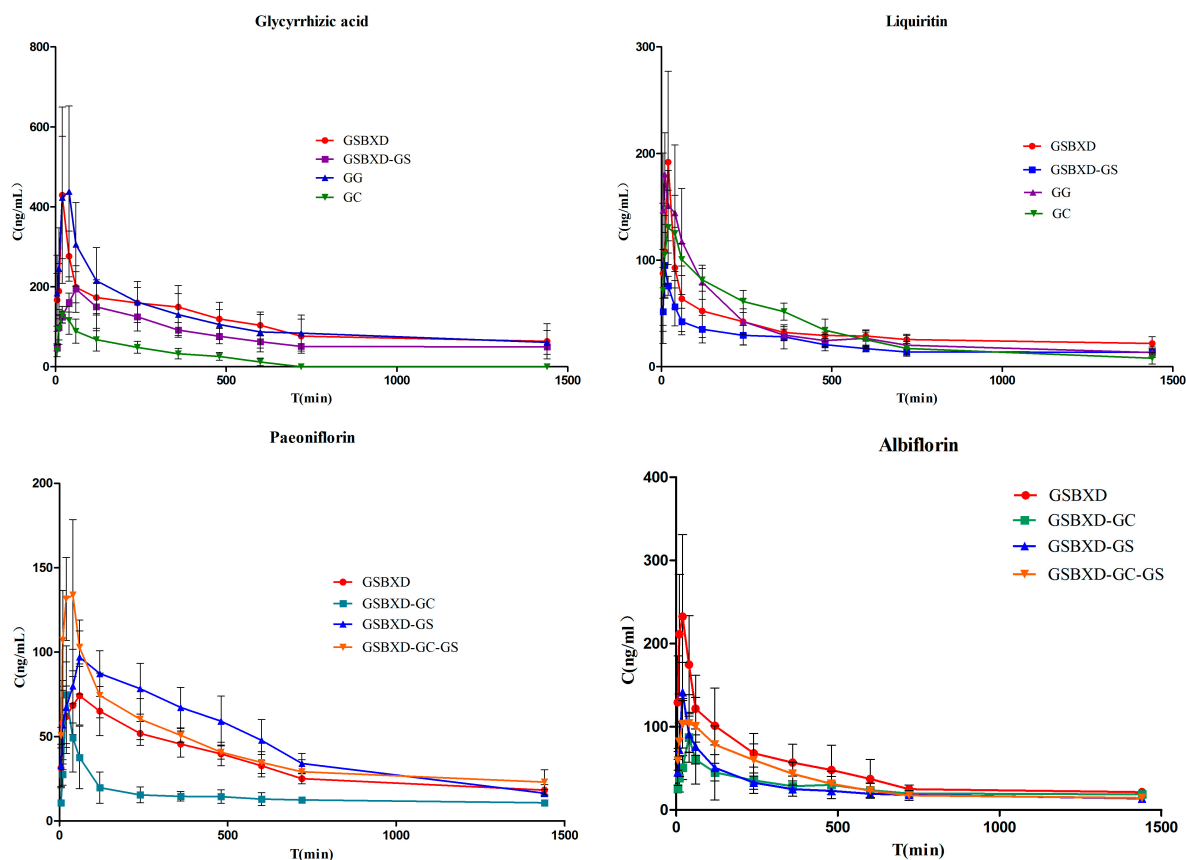 Glycyrrhizic acid
800
600
400
200
0
C(ng/mL)
GSBXD
GSBXD-GS
GG
GC
0
500
1000
1500
T(min)
Liquiritin
300
200
100
0
C(ng/mL)
GSBXD
GSBXD-GS
GG
GC
0
500
1000
1500
T(min)
Paeoniflorin
200
150
100
50
0
C(ng/mL)
GSBXD
GSBXD-GC
GSBXD-GS
GSBXD-GC-GS
0
500
1000
1500
T(min)
Albiflorin
400
300
200
100
0
C(ng/ml)
GSBXD
GSBXD-GC
GSBXD-GS
GSBXD-GC-GS
0
500
1000
1500
T(min)